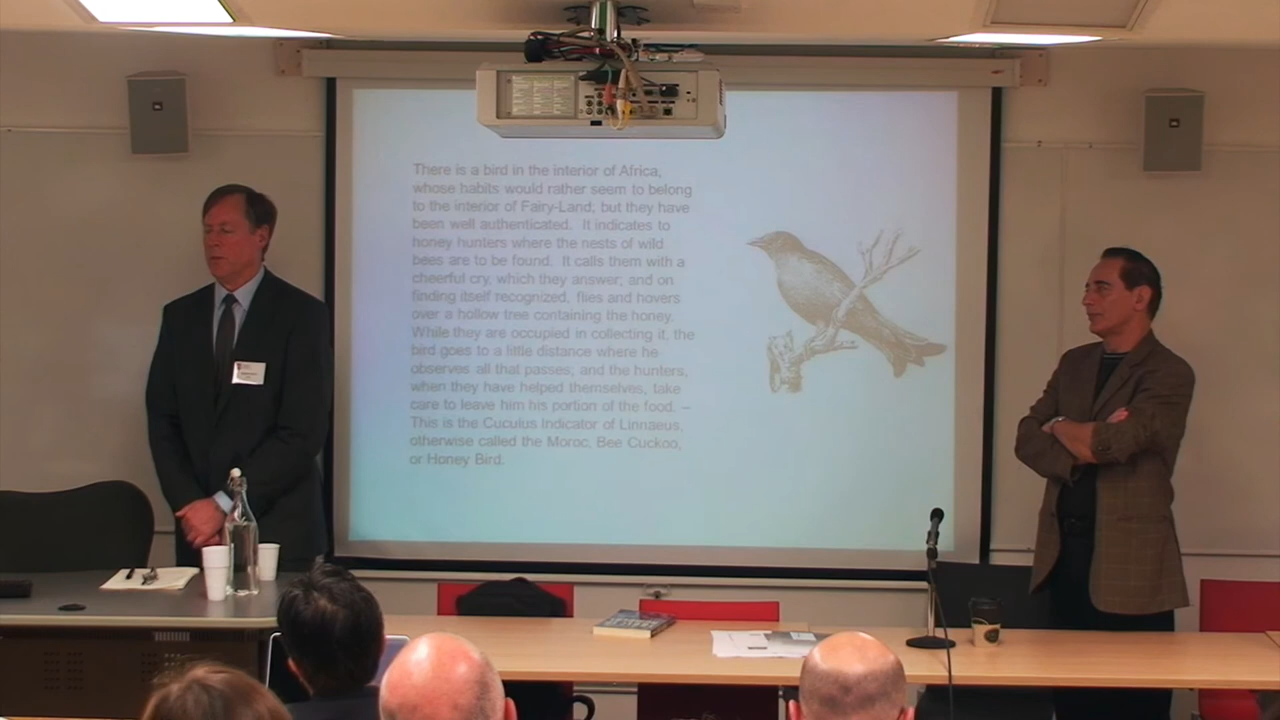 There is a bird in the interior of Africa,
whose habits would rather seem to belong
to the interior of Fairy-Land, but they have
been well authenticated. It indicates to
honey hunters where the nests of wild
bees are to be found. It calls them with a
cheerful cry, which they answer; and on
finding itself recognized, flies and hovers
over a hollow tree containing the honey.
While they are occupied in collecting it, the
bird goes to a little distance where he
observes all that passes; and the hunters,
when they have helped themselves, take
care to leave him his portion of the food. –
This is the Cuculus Indicator of Linnaeus,
otherwise called the Moroc, Bee Cuckoo,
or Honey Bird.